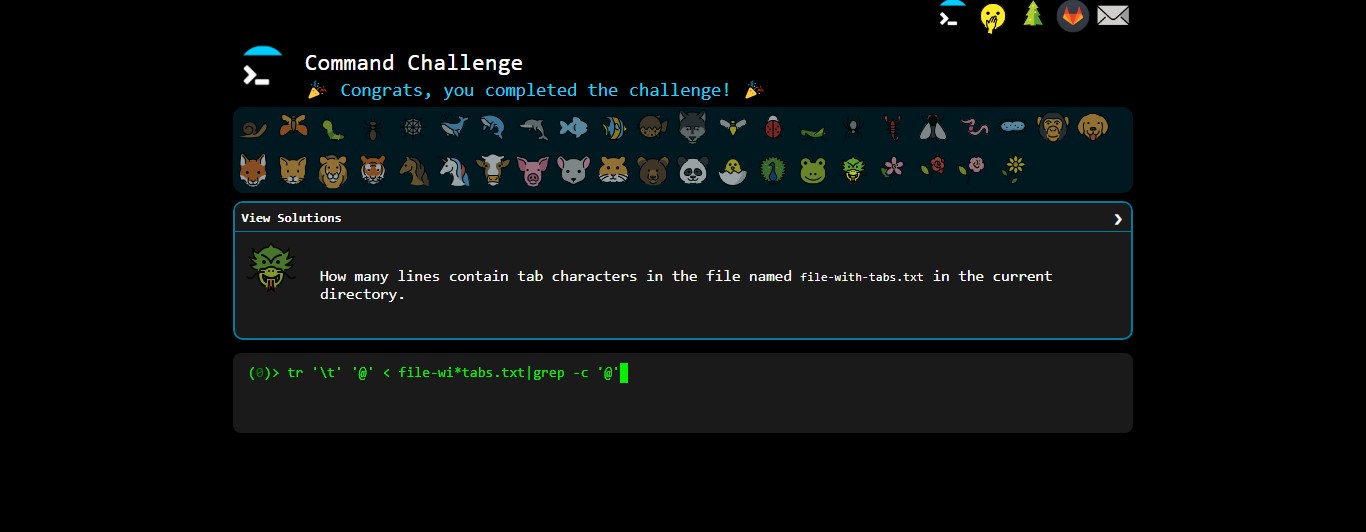 Command Challenge
🎉 Congrats, you completed the challenge! 🎉
View Solutions ❯
How many lines contain tab characters in the file named file-with-tabs.txt in the current
directory.
(0)> tr '\t' '@' < file-wi*tabs.txt|grep -c '@'